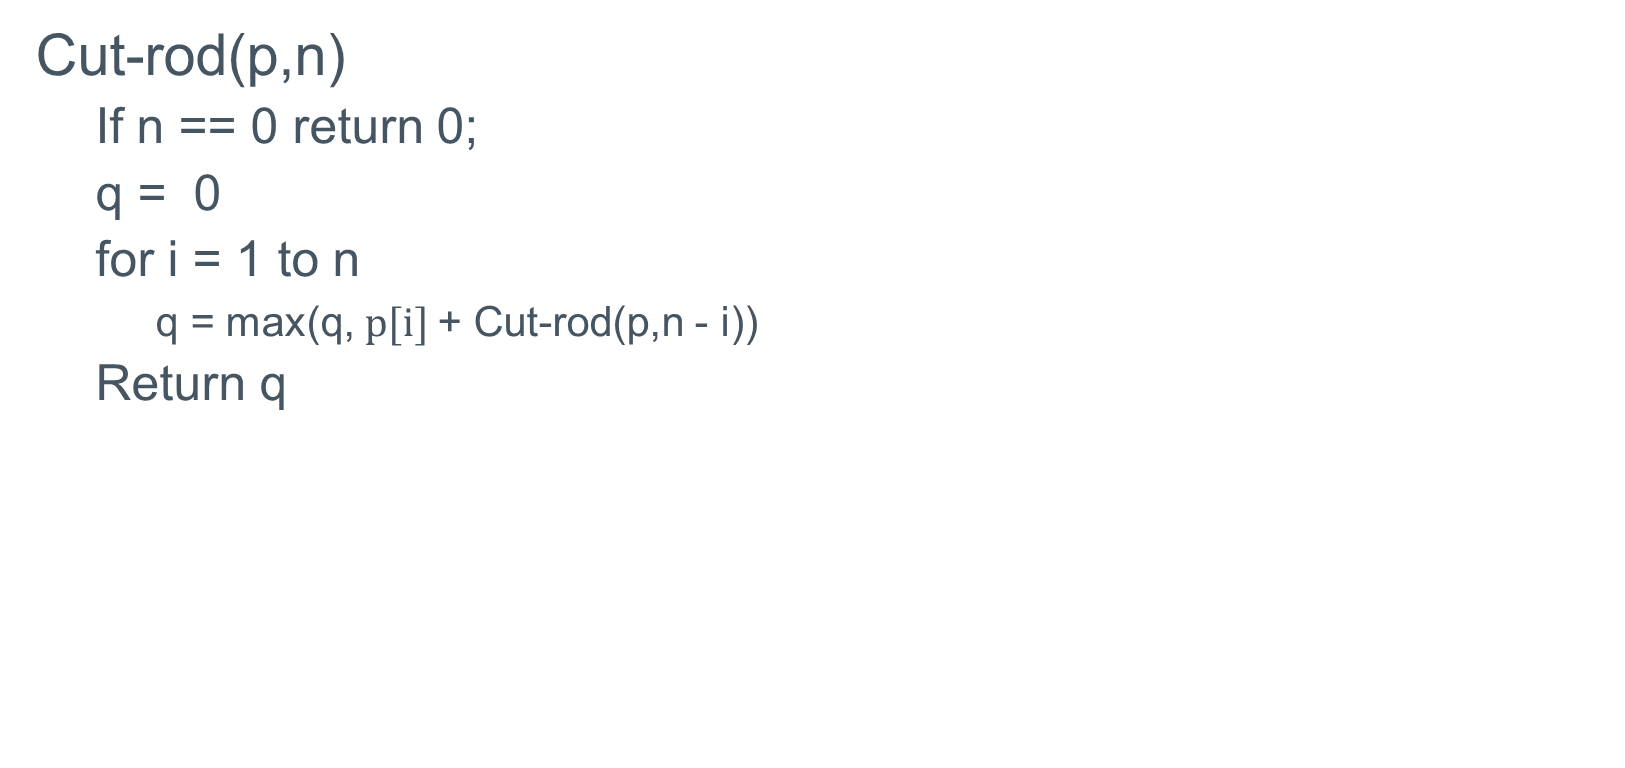 Cut-rod(p,n)
If n == 0 return 0;
q =  0
for i = 1 to n
q = max(q, p[i] + Cut-rod(p,n - i))
Return q